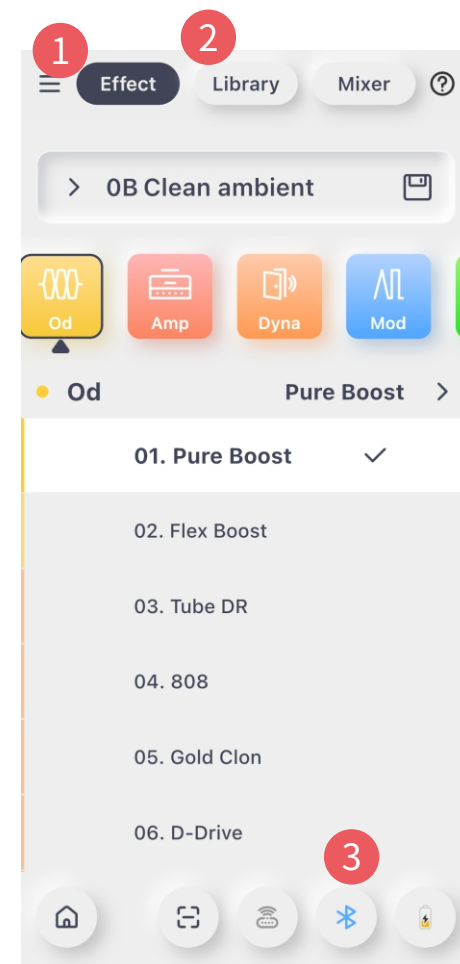 1
2
Effect Library Mixer ?
0B Clean ambient
Od Amp Dyna Mod
Od Pure Boost
01. Pure Boost
02. Flex Boost
03. Tube DR
04. 808
05. Gold Clon
06. D-Drive
3